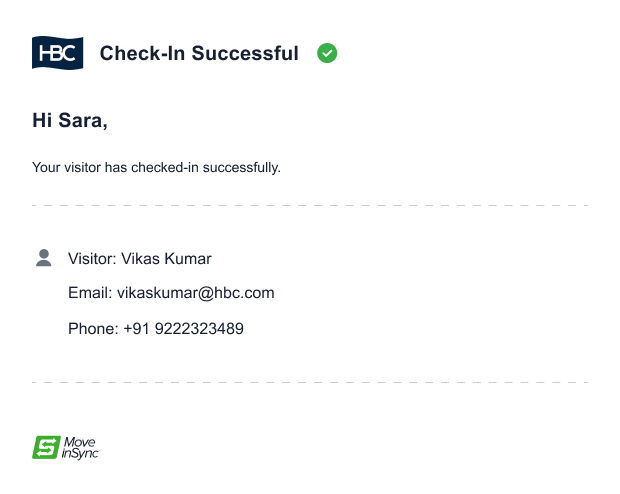 HBC Check-In Successful
Hi Sara,
Your visitor has checked-in successfully.
Visitor: Vikas Kumar
Email: vikaskumar@hbc.com
Phone: +91 9222323489
Move
InSync